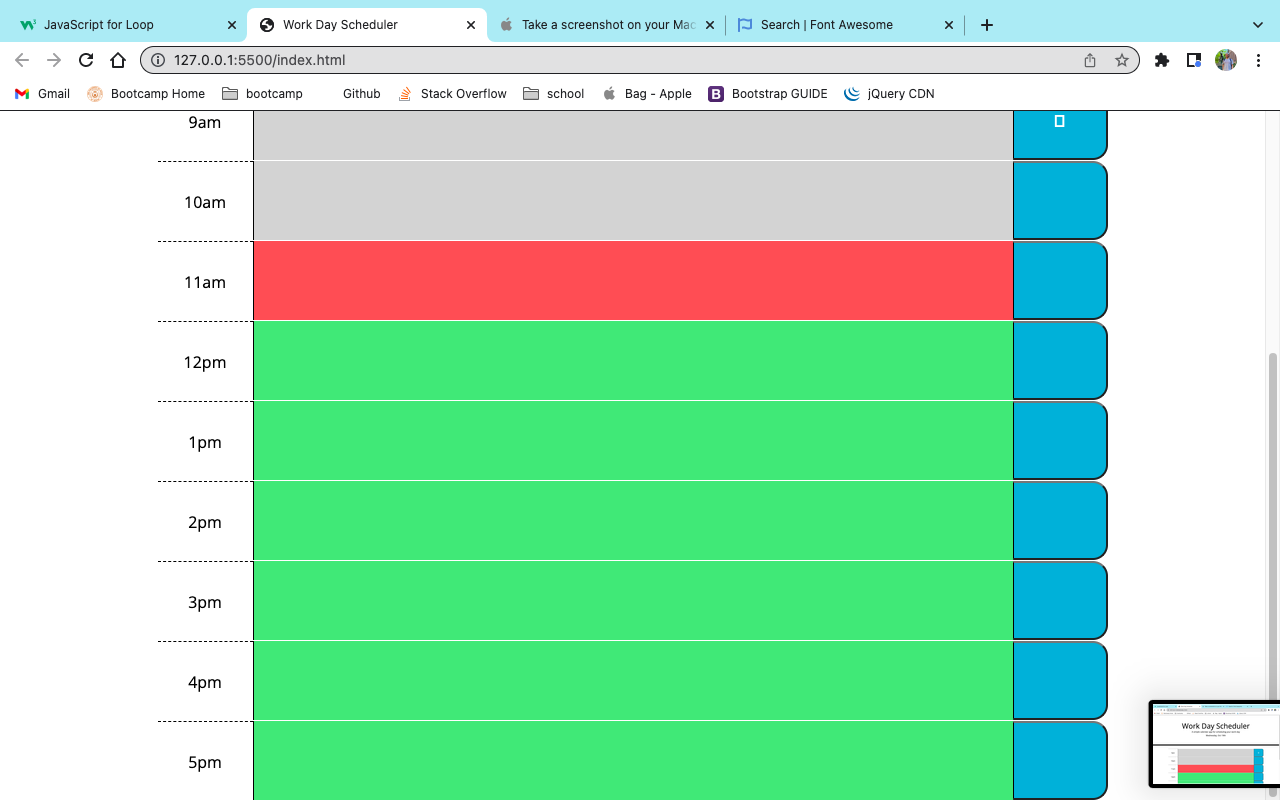 JavaScript for Loop
Work Day Scheduler
Take a screenshot on your Mac
Search | Font Awesome
127.0.0.1:5500/index.html
Gmail
Bootcamp Home
bootcamp
Github
Stack Overflow
school
Bag - Apple
Bootstrap GUIDE
jQuery CDN
9am
10am
11am
12pm
1pm
2pm
3pm
4pm
5pm
Work Day Scheduler